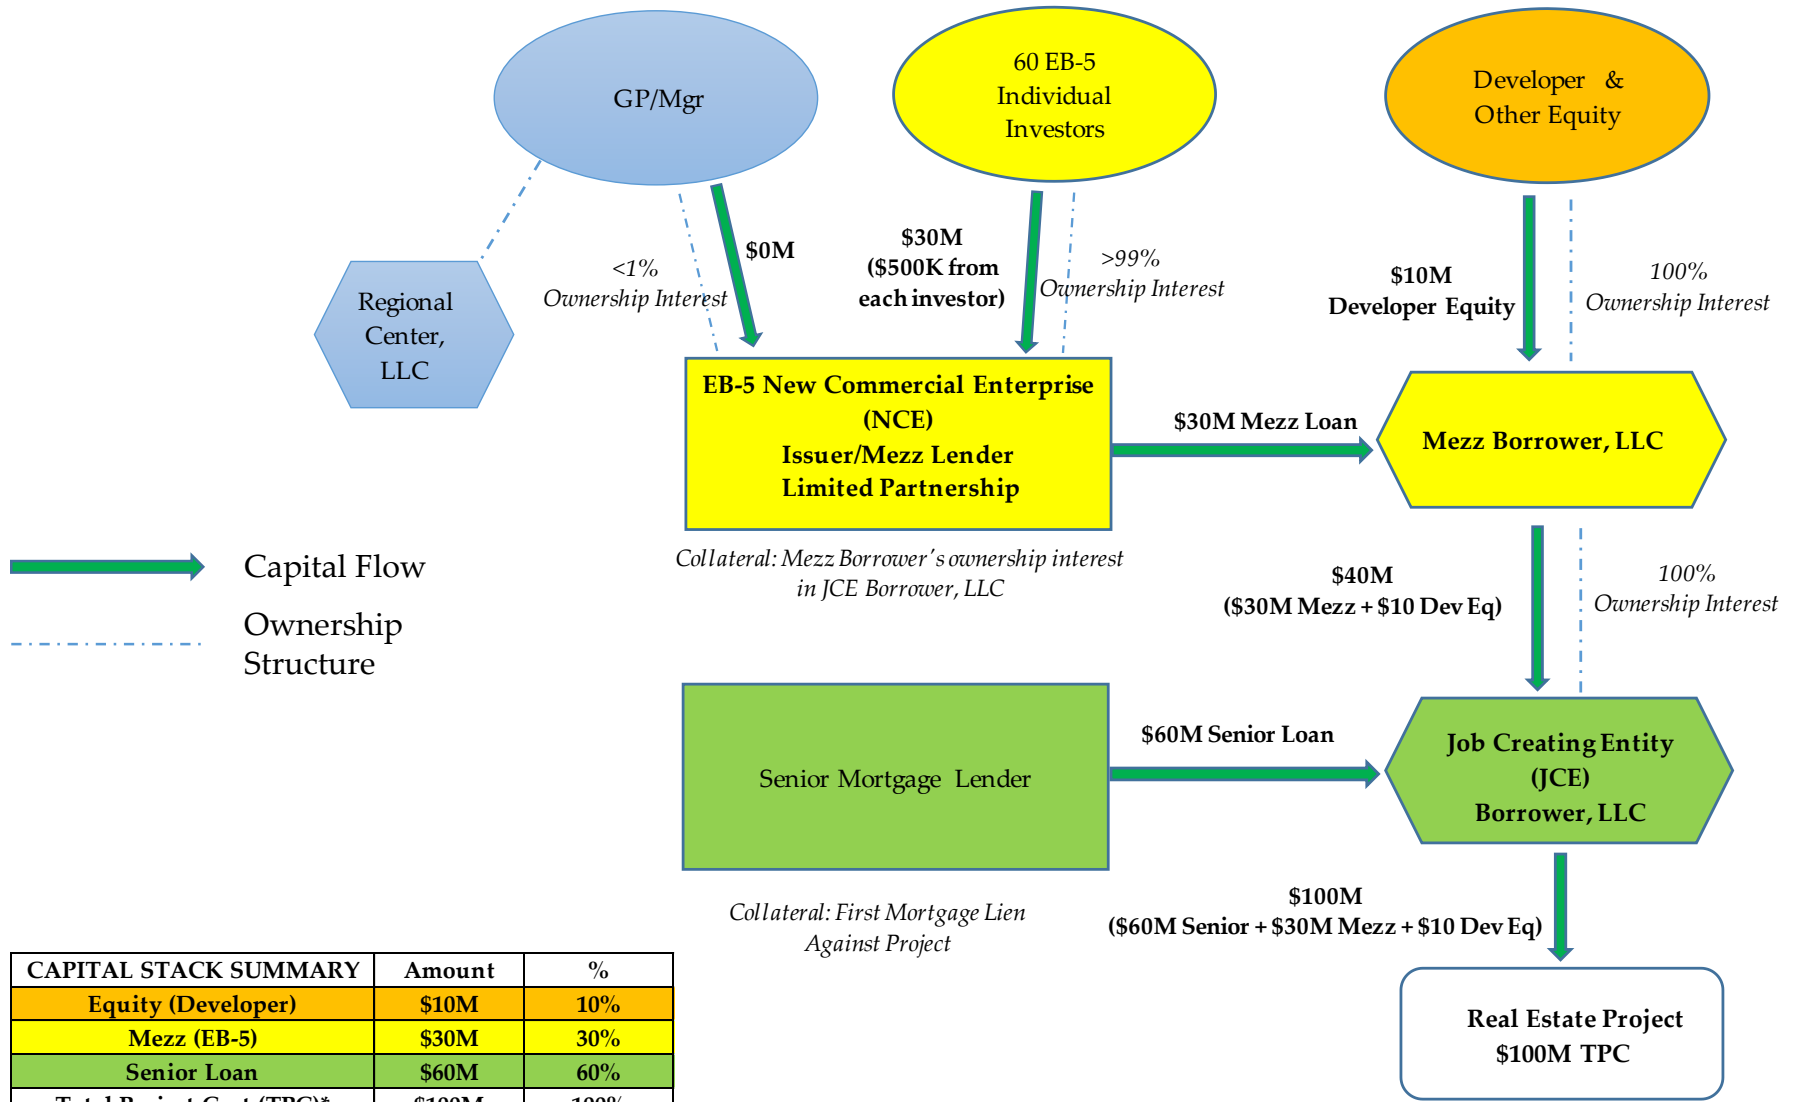 GP/Mgr
60 EB-5
Individual
Investors
Developer &
Other Equity
Regional
Center,
LLC
<1%
Ownership Interest
$0M
$30M
($500K from
each investor)
>99%
Ownership Interest
$10M
Developer Equity
100%
Ownership Interest
EB-5 New Commercial Enterprise
(NCE)
Issuer/Mezz Lender
Limited Partnership
$30M Mezz Loan
Mezz Borrower, LLC
Collateral: Mezz Borrower's ownership interest
in JCE Borrower, LLC
Capital Flow
Ownership
Structure
$40M
($30M Mezz + $10 Dev Eq)
100%
Ownership Interest
Senior Mortgage Lender
$60M Senior Loan
Job Creating Entity
(JCE)
Borrower, LLC
Collateral: First Mortgage Lien
Against Project
$100M
($60M Senior + $30M Mezz + $10 Dev Eq)
Real Estate Project
$100M TPC
CAPITAL STACK SUMMARY Amount %
Equity (Developer) $10M 10%
Mezz (EB-5) $30M 30%
Senior Loan $60M 60%
Total Project Cost (TPC)* $100M 100%